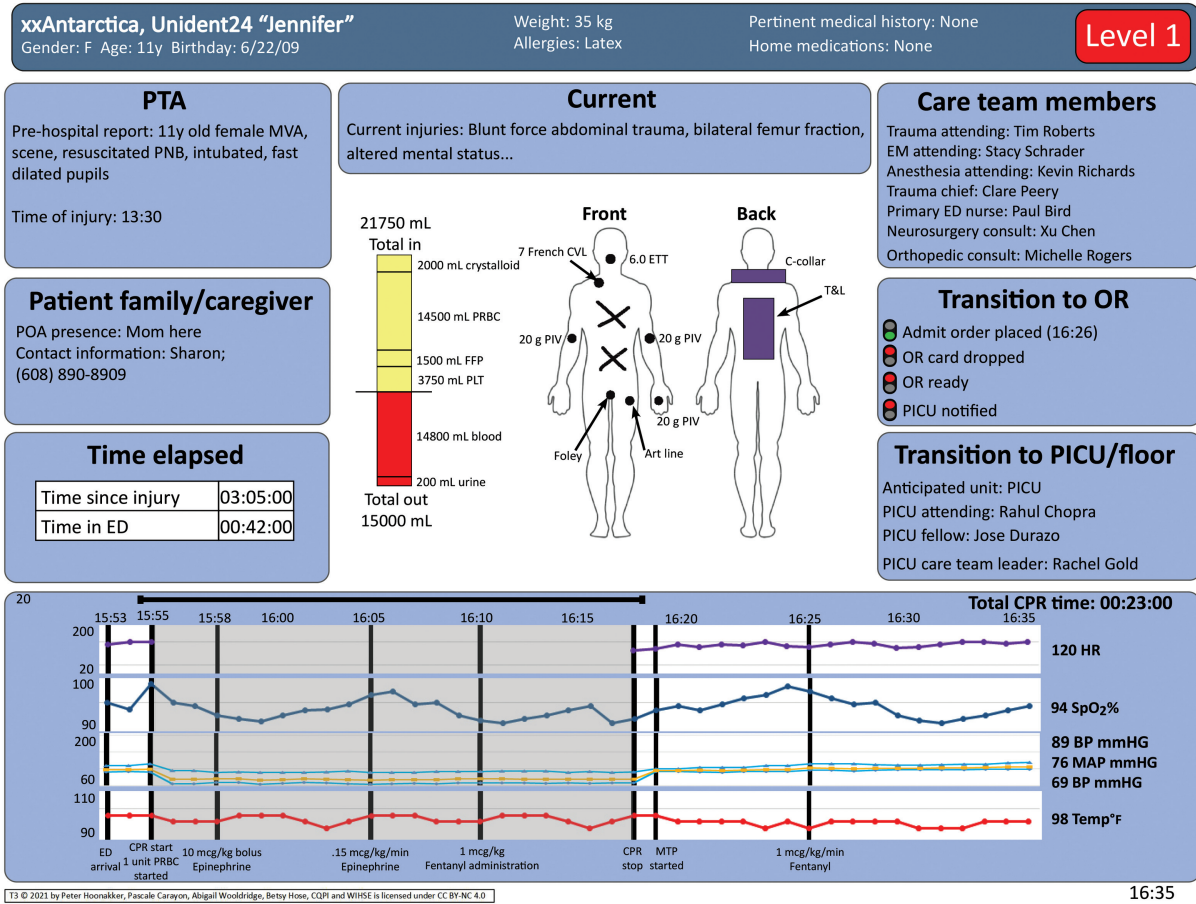 xxAntarctica, Unident24 “Jennifer”
Gender: F  Age: 11y  Birthday: 6/22/09
Weight: 35 kg
Allergies: Latex
Pertinent medical history: None
Home medications: None
Level 1
PTA
Pre-hospital report: 11y old female MVA,
scene, resuscitated PNB, intubated, fast
dilated pupils
Time of injury: 13:30
Patient family/caregiver
POA presence: Mom here
Contact information: Sharon;
(608) 890-8909
Time elapsed
Time since injury 03:05:00
Time in ED 00:42:00
Current
Current injuries: Blunt force abdominal trauma, bilateral femur fraction,
altered mental status...
21750 mL
Total in
2000 mL crystalloid
14500 mL PRBC
1500 mL FFP
3750 mL PLT
14800 mL blood
200 mL urine
Total out
15000 mL
Front
7 French CVL
6.0 ETT
20 g PIV
20 g PIV
20 g PIV
Foley
Art line
Back
C-collar
T&L
Care team members
Trauma attending: Tim Roberts
EM attending: Stacy Schrader
Anesthesia attending: Kevin Richards
Trauma chief: Clare Peery
Primary ED nurse: Paul Bird
Neurosurgery consult: Xu Chen
Orthopedic consult: Michelle Rogers
Transition to OR
Admit order placed (16:26)
OR card dropped
OR ready
PICU notified
Transition to PICU/floor
Anticipated unit: PICU
PICU attending: Rahul Chopra
PICU fellow: Jose Durazo
PICU care team leader: Rachel Gold
20
Total CPR time: 00:23:00
15:53 15:55 15:58 16:00 16:05 16:10 16:15 16:20 16:25 16:30 16:35
200
20
120 HR
100
90
94 SpO₂%
200
60
89 BP mmHG
76 MAP mmHG
69 BP mmHG
110
90
98 Temp°F
ED
arrival
CPR start
1 unit PRBC
started
10 mcg/kg bolus
Epinephrine
.15 mcg/kg/min
Epinephrine
1 mcg/kg
Fentanyl administration
CPR
stop
MTP
started
1 mcg/kg/min
Fentanyl
T3 © 2021 by Peter Hoonakker, Pascale Carayon, Abigail Wooldridge, Betsy Hose, CQPI and WIHSE is licensed under CC BY-NC 4.0
16:35